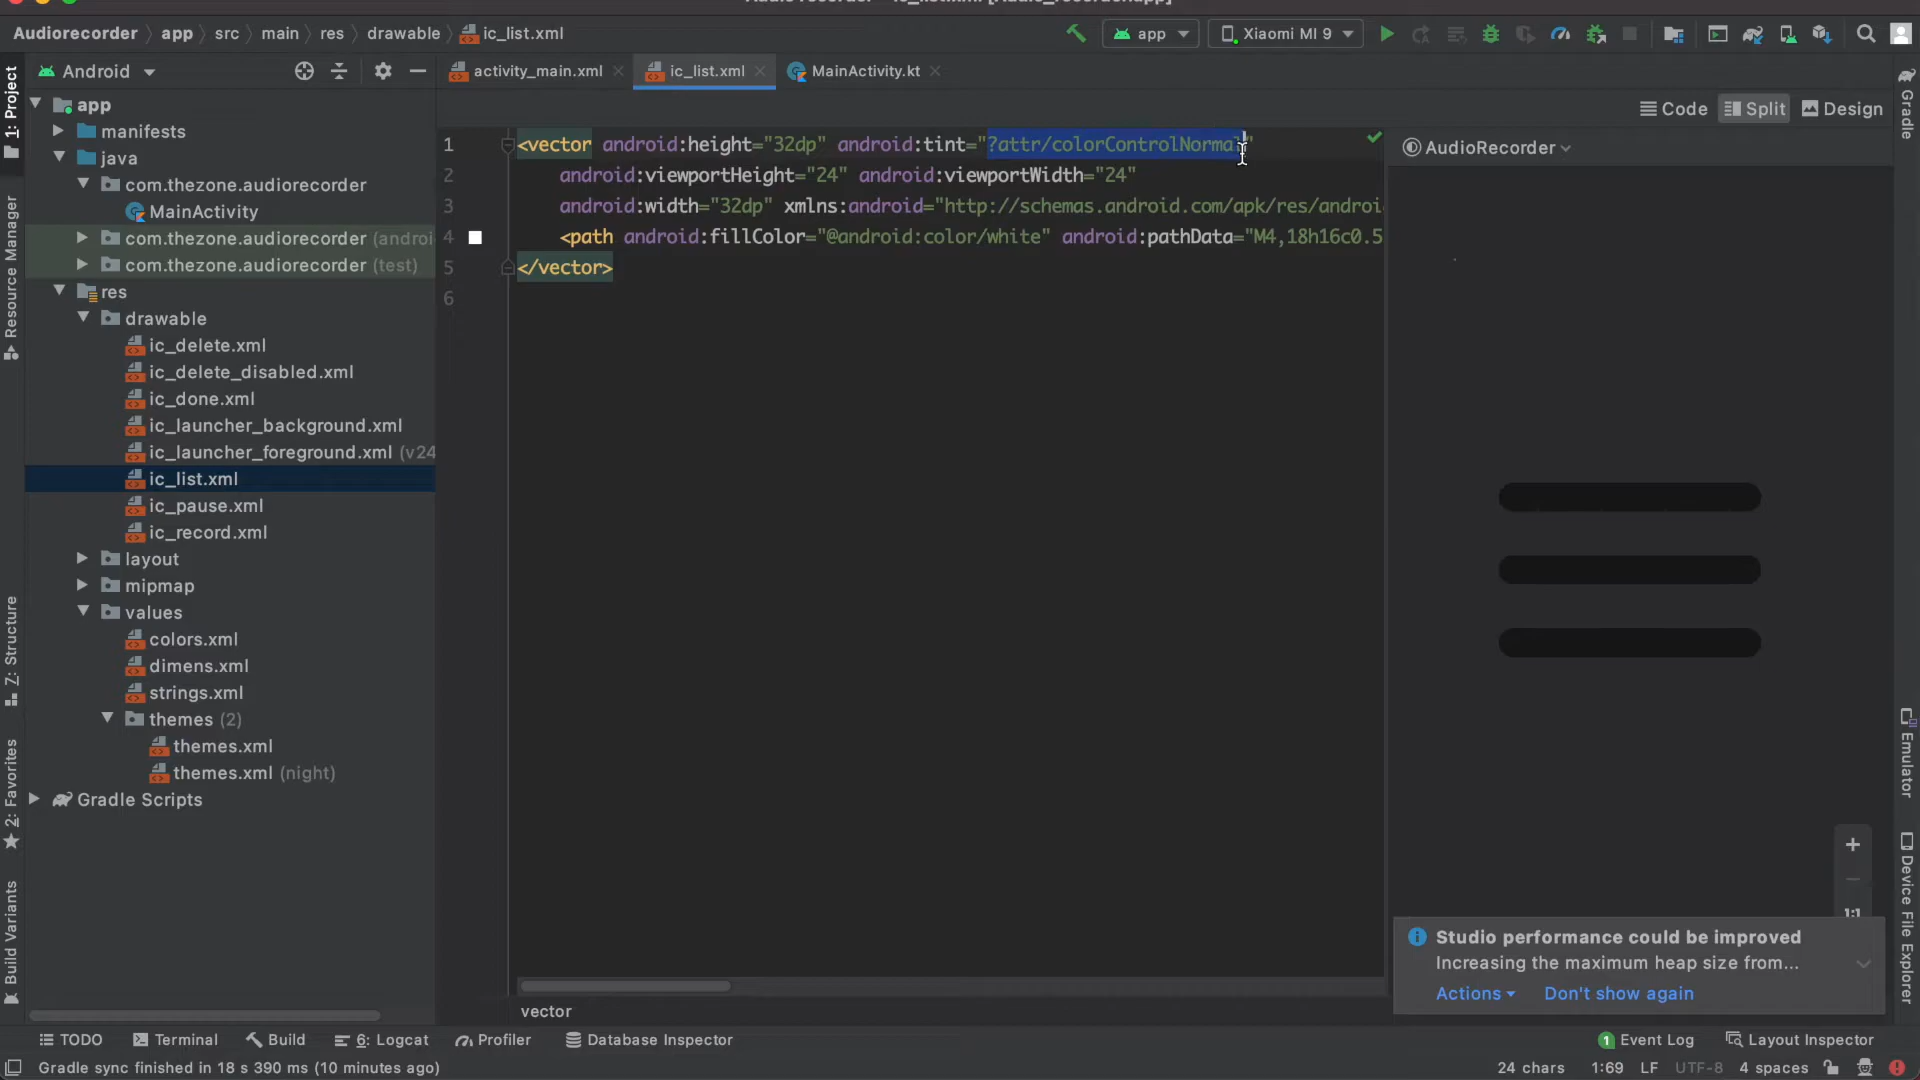 Audiorecorder app src main res drawable ic_list.xml
app
Xiaomi MI 9
1: Project
Resource Manager
Z: Structure
2: Favorites
Build Variants
Android
app
manifests
java
com.thezone.audiorecorder
MainActivity
com.thezone.audiorecorder (androi
com.thezone.audiorecorder (test)
res
drawable
ic_delete.xml
ic_delete_disabled.xml
ic_done.xml
ic_launcher_background.xml
ic_launcher_foreground.xml (v24
ic_list.xml
ic_pause.xml
ic_record.xml
layout
mipmap
values
colors.xml
dimens.xml
strings.xml
themes (2)
themes.xml
themes.xml (night)
Gradle Scripts
activity_main.xml ic_list.xml MainActivity.kt
Code Split Design
1 <vector android:height="32dp" android:tint="?attr/colorControlNormal"
2 android:viewportHeight="24" android:viewportWidth="24"
3 android:width="32dp" xmlns:android="http://schemas.android.com/apk/res/androi
4 <path android:fillColor="@android:color/white" android:pathData="M4,18h16c0.5
5 </vector>
6
vector
AudioRecorder
1:1
Studio performance could be improved
Increasing the maximum heap size from...
Actions Don't show again
Gradle
Emulator
Device File Explorer
TODO Terminal Build 6: Logcat Profiler Database Inspector
1 Event Log Layout Inspector
Gradle sync finished in 18 s 390 ms (10 minutes ago)
24 chars 1:69 LF UTF-8 4 spaces